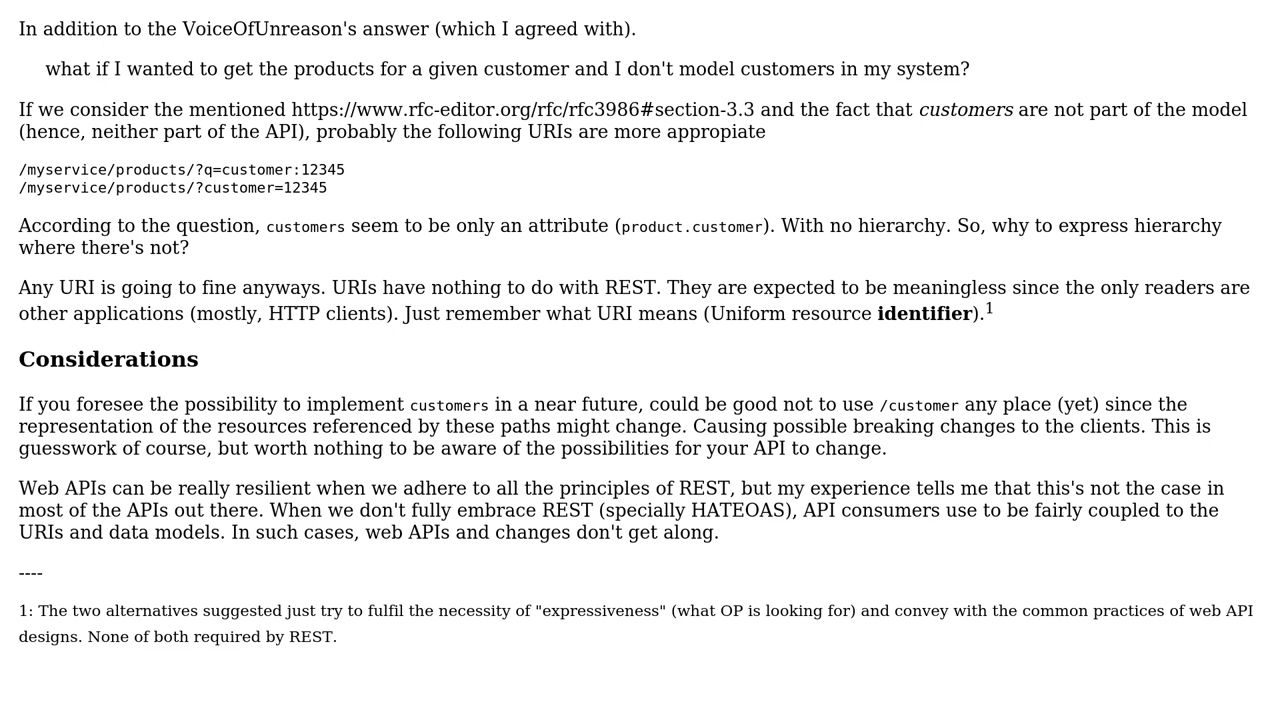 In addition to the VoiceOfUnreason's answer (which I agreed with).
what if I wanted to get the products for a given customer and I don't model customers in my system?
If we consider the mentioned https://www.rfc-editor.org/rfc/rfc3986#section-3.3 and the fact that customers are not part of the model
(hence, neither part of the API), probably the following URIs are more appropiate
/myservice/products/?q=customer:12345
/myservice/products/?customer=12345
According to the question, customers seem to be only an attribute (product.customer). With no hierarchy. So, why to express hierarchy
where there's not?
Any URI is going to fine anyways. URIs have nothing to do with REST. They are expected to be meaningless since the only readers are
other applications (mostly, HTTP clients). Just remember what URI means (Uniform resource identifier).1
Considerations
If you foresee the possibility to implement customers in a near future, could be good not to use /customer any place (yet) since the
representation of the resources referenced by these paths might change. Causing possible breaking changes to the clients. This is
guesswork of course, but worth nothing to be aware of the possibilities for your API to change.
Web APIs can be really resilient when we adhere to all the principles of REST, but my experience tells me that this's not the case in
most of the APIs out there. When we don't fully embrace REST (specially HATEOAS), API consumers use to be fairly coupled to the
URIs and data models. In such cases, web APIs and changes don't get along.
----
1: The two alternatives suggested just try to fulfil the necessity of "expressiveness" (what OP is looking for) and convey with the common practices of web API
designs. None of both required by REST.